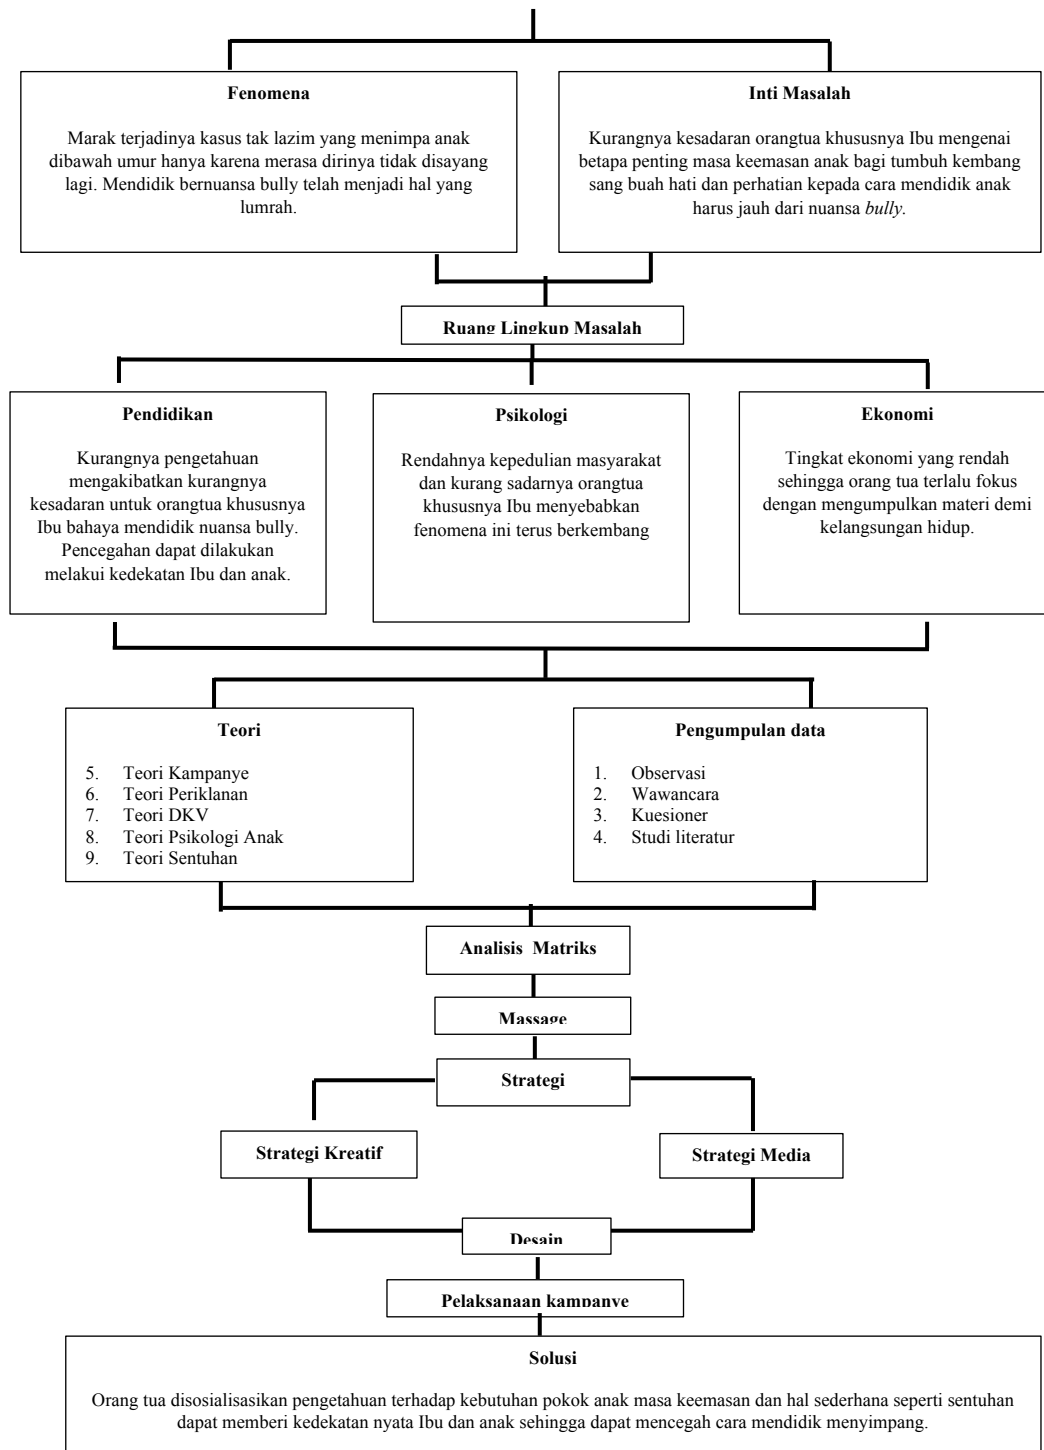 Fenomena
Marak terjadinya kasus tak lazim yang menimpa anak
dibawah umur hanya karena merasa dirinya tidak disayang
lagi. Mendidik bernuansa bully telah menjadi hal yang
lumrah.
Inti Masalah
Kurangnya kesadaran orangtua khususnya Ibu mengenai
betapa penting masa keemasan anak bagi tumbuh kembang
sang buah hati dan perhatian kepada cara mendidik anak
harus jauh dari nuansa bully.
Ruang Lingkup Masalah
Pendidikan
Kurangnya pengetahuan
mengakibatkan kurangnya
kesadaran untuk orangtua khususnya
Ibu bahaya mendidik nuansa bully.
Pencegahan dapat dilakukan
melakui kedekatan Ibu dan anak.
Psikologi
Rendahnya kepedulian masyarakat
dan kurang sadarnya orangtua
khususnya Ibu menyebabkan
fenomena ini terus berkembang
Ekonomi
Tingkat ekonomi yang rendah
sehingga orang tua terlalu fokus
dengan mengumpulkan materi demi
kelangsungan hidup.
Teori
5. Teori Kampanye
6. Teori Periklanan
7. Teori DKV
8. Teori Psikologi Anak
9. Teori Sentuhan
Pengumpulan data
1. Observasi
2. Wawancara
3. Kuesioner
4. Studi literatur
Analisis Matriks
Massage
Strategi
Strategi Kreatif
Strategi Media
Desain
Pelaksanaan kampanye
Solusi
Orang tua disosialisasikan pengetahuan terhadap kebutuhan pokok anak masa keemasan dan hal sederhana seperti sentuhan
dapat memberi kedekatan nyata Ibu dan anak sehingga dapat mencegah cara mendidik menyimpang.